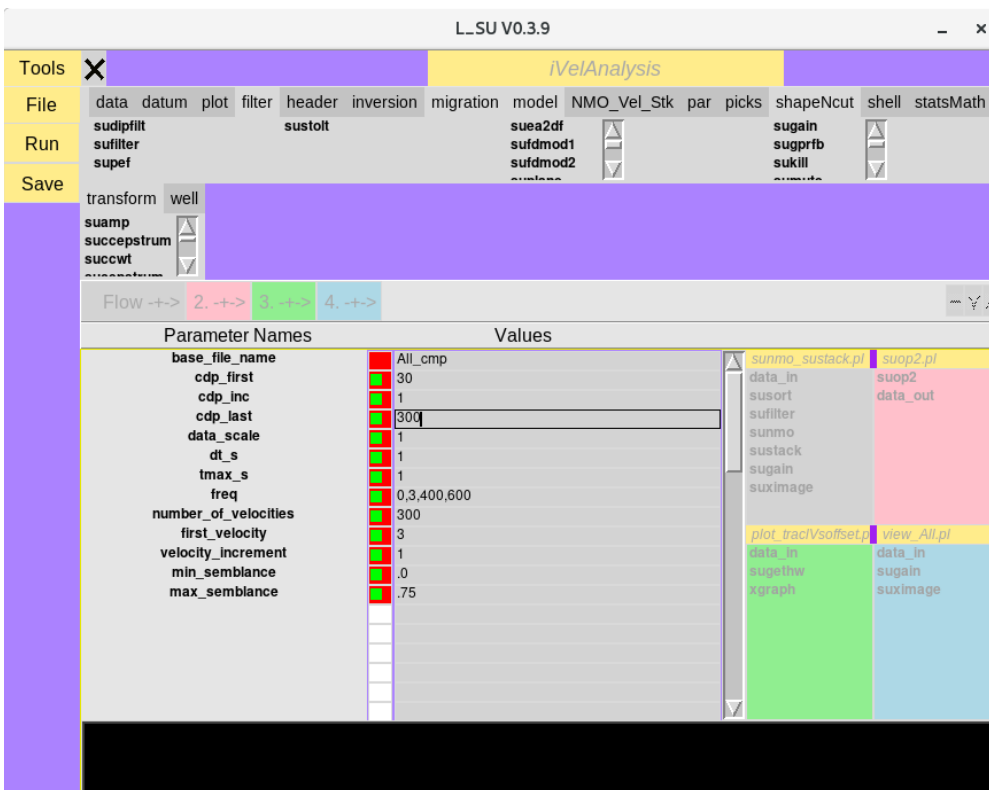 L_SU V0.3.9
Tools iVelAnalysis
File data datum plot filter header inversion migration model NMO_Vel_Stk par picks shapeNcut shell statsMath
sudipfilt sustolt suea2df sugain
Run sufilter sufdmod1 sugprfb
supef sufdmod2 sukill
Save
transform well
suamp
succepstrum
succwt
Flow -+-> 2. -+-> 3. -+-> 4. -+->
Parameter Names Values
base_file_name All_cmp sunmo_sustack.pl suop2.pl
cdp_first 30 data_in suop2
cdp_inc 1 susort data_out
cdp_last 300 sufilter
data_scale 1 sunmo
dt_s 1 sustack
tmax_s 1 sugain
freq 0,3,400,600 suximage
number_of_velocities 300
first_velocity 3 plot_traclVsoffset.p view_All.pl
velocity_increment 1 data_in data_in
min_semblance .0 sugethw sugain
max_semblance .75 xgraph suximage